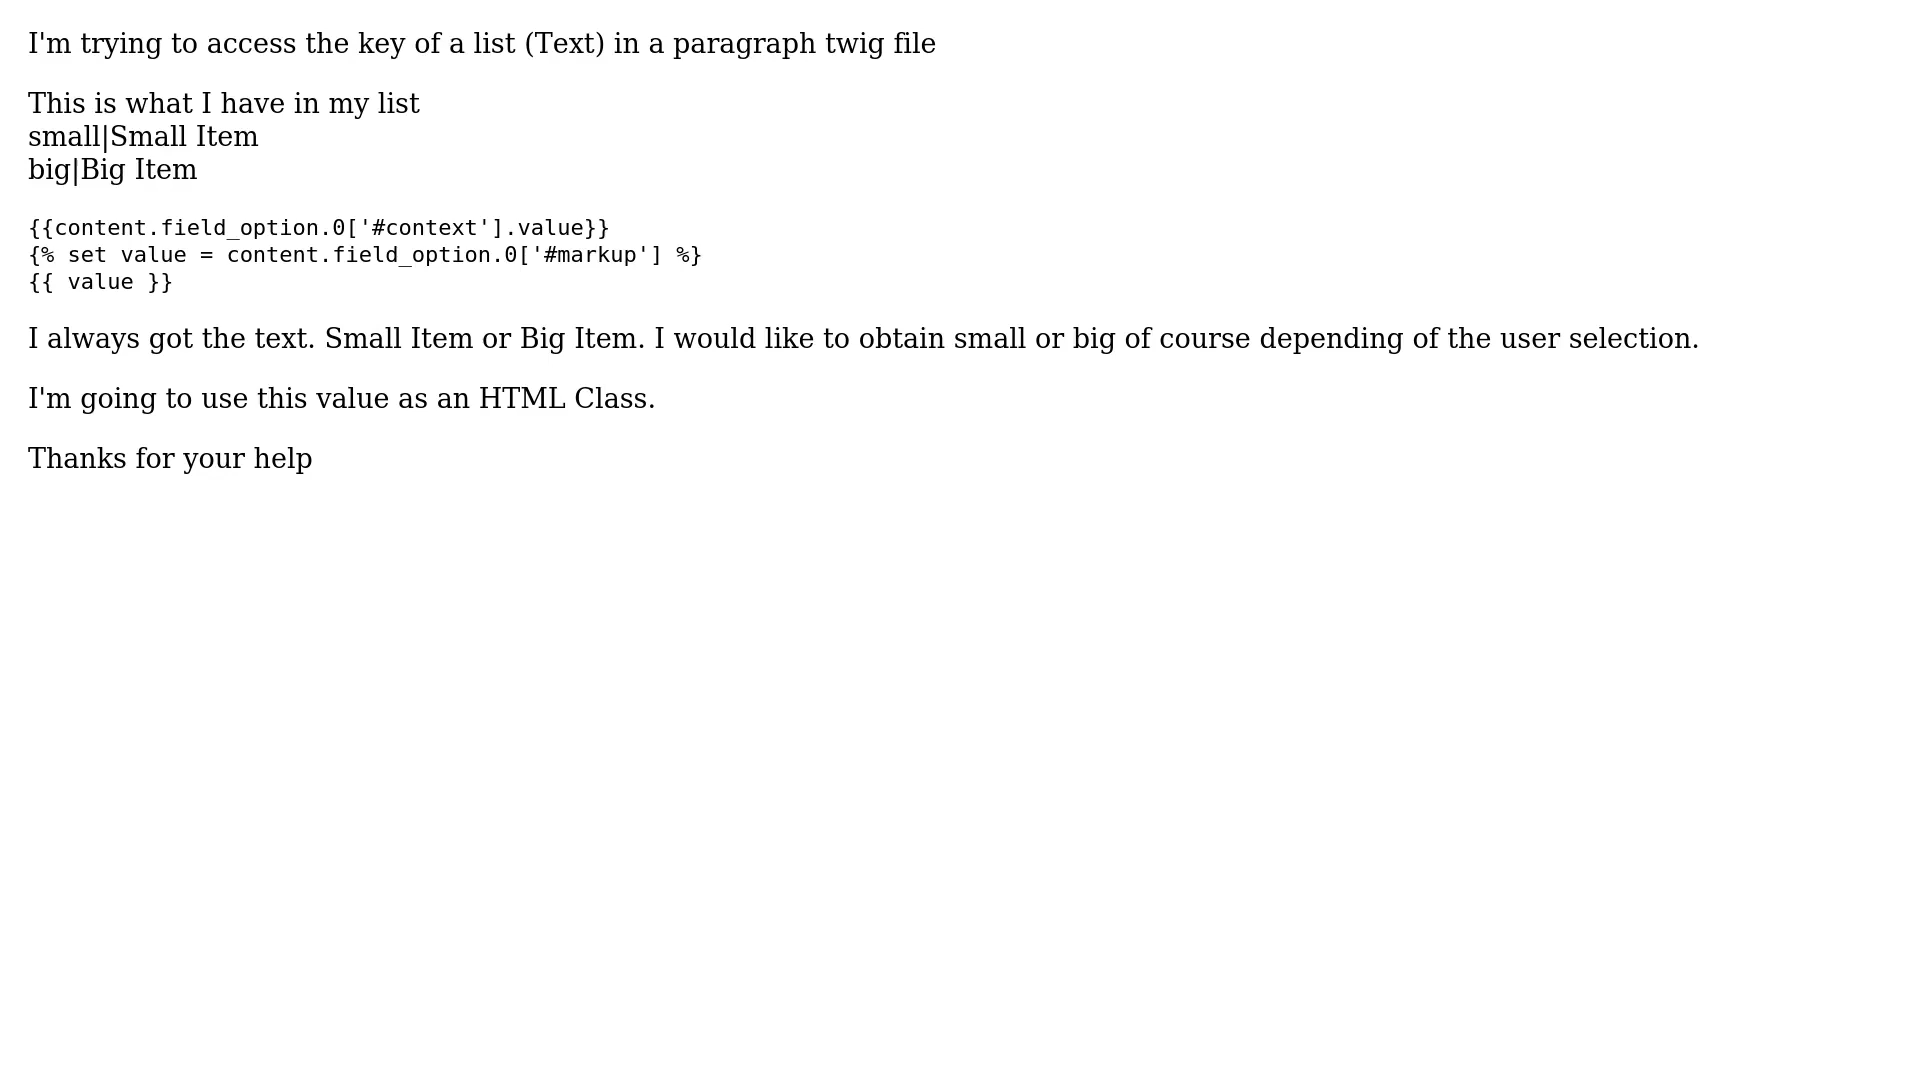 I'm trying to access the key of a list (Text) in a paragraph twig file
This is what I have in my list
small|Small Item
big|Big Item
{{content.field_option.0['#context'].value}}
{% set value = content.field_option.0['#markup'] %}
{{ value }}
I always got the text. Small Item or Big Item. I would like to obtain small or big of course depending of the user selection.
I'm going to use this value as an HTML Class.
Thanks for your help